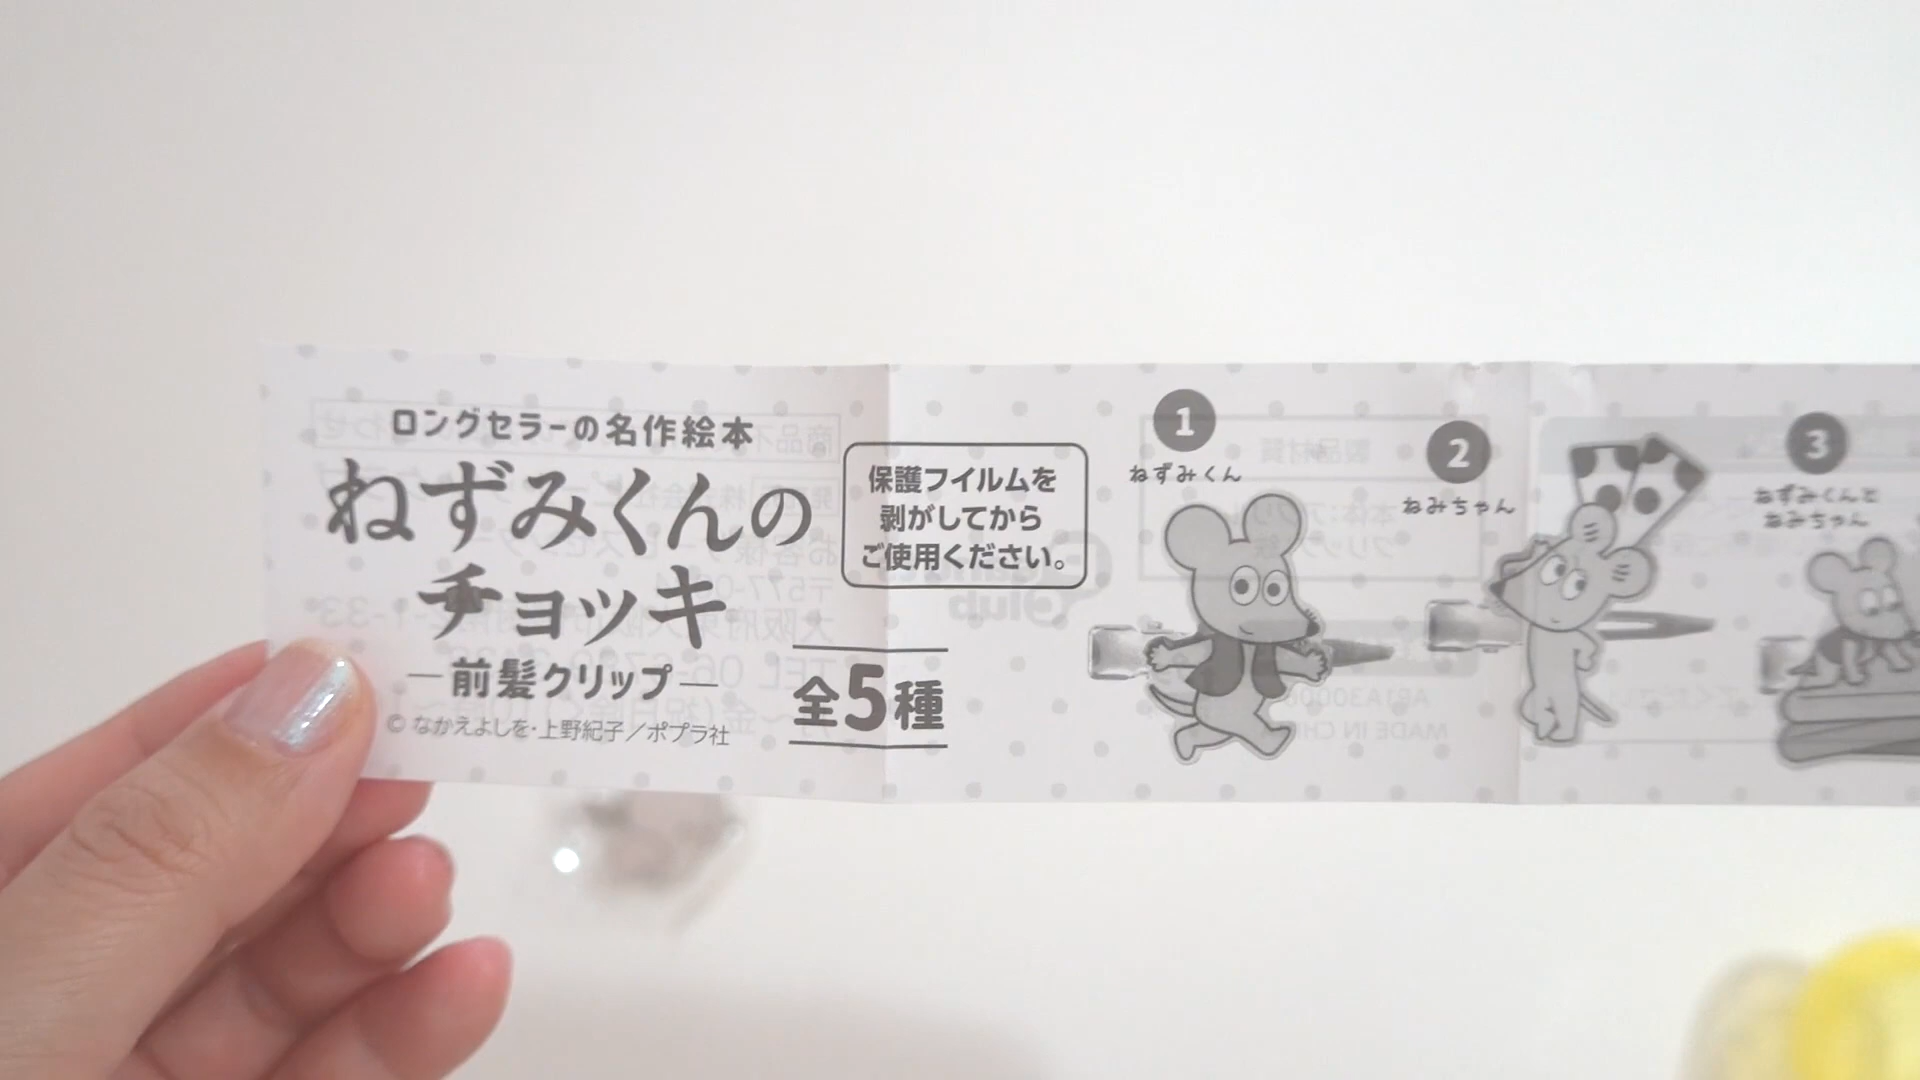 ロングセラーの名作絵本
ねずみくんの
チョッキ
―前髪クリップ―
© なかえよしを・上野紀子／ポプラ社
全5種
保護フイルムを
剥がしてから
ご使用ください。
1
ねずみくん
2
ねみちゃん
3
ねずみくんと
ねみちゃん